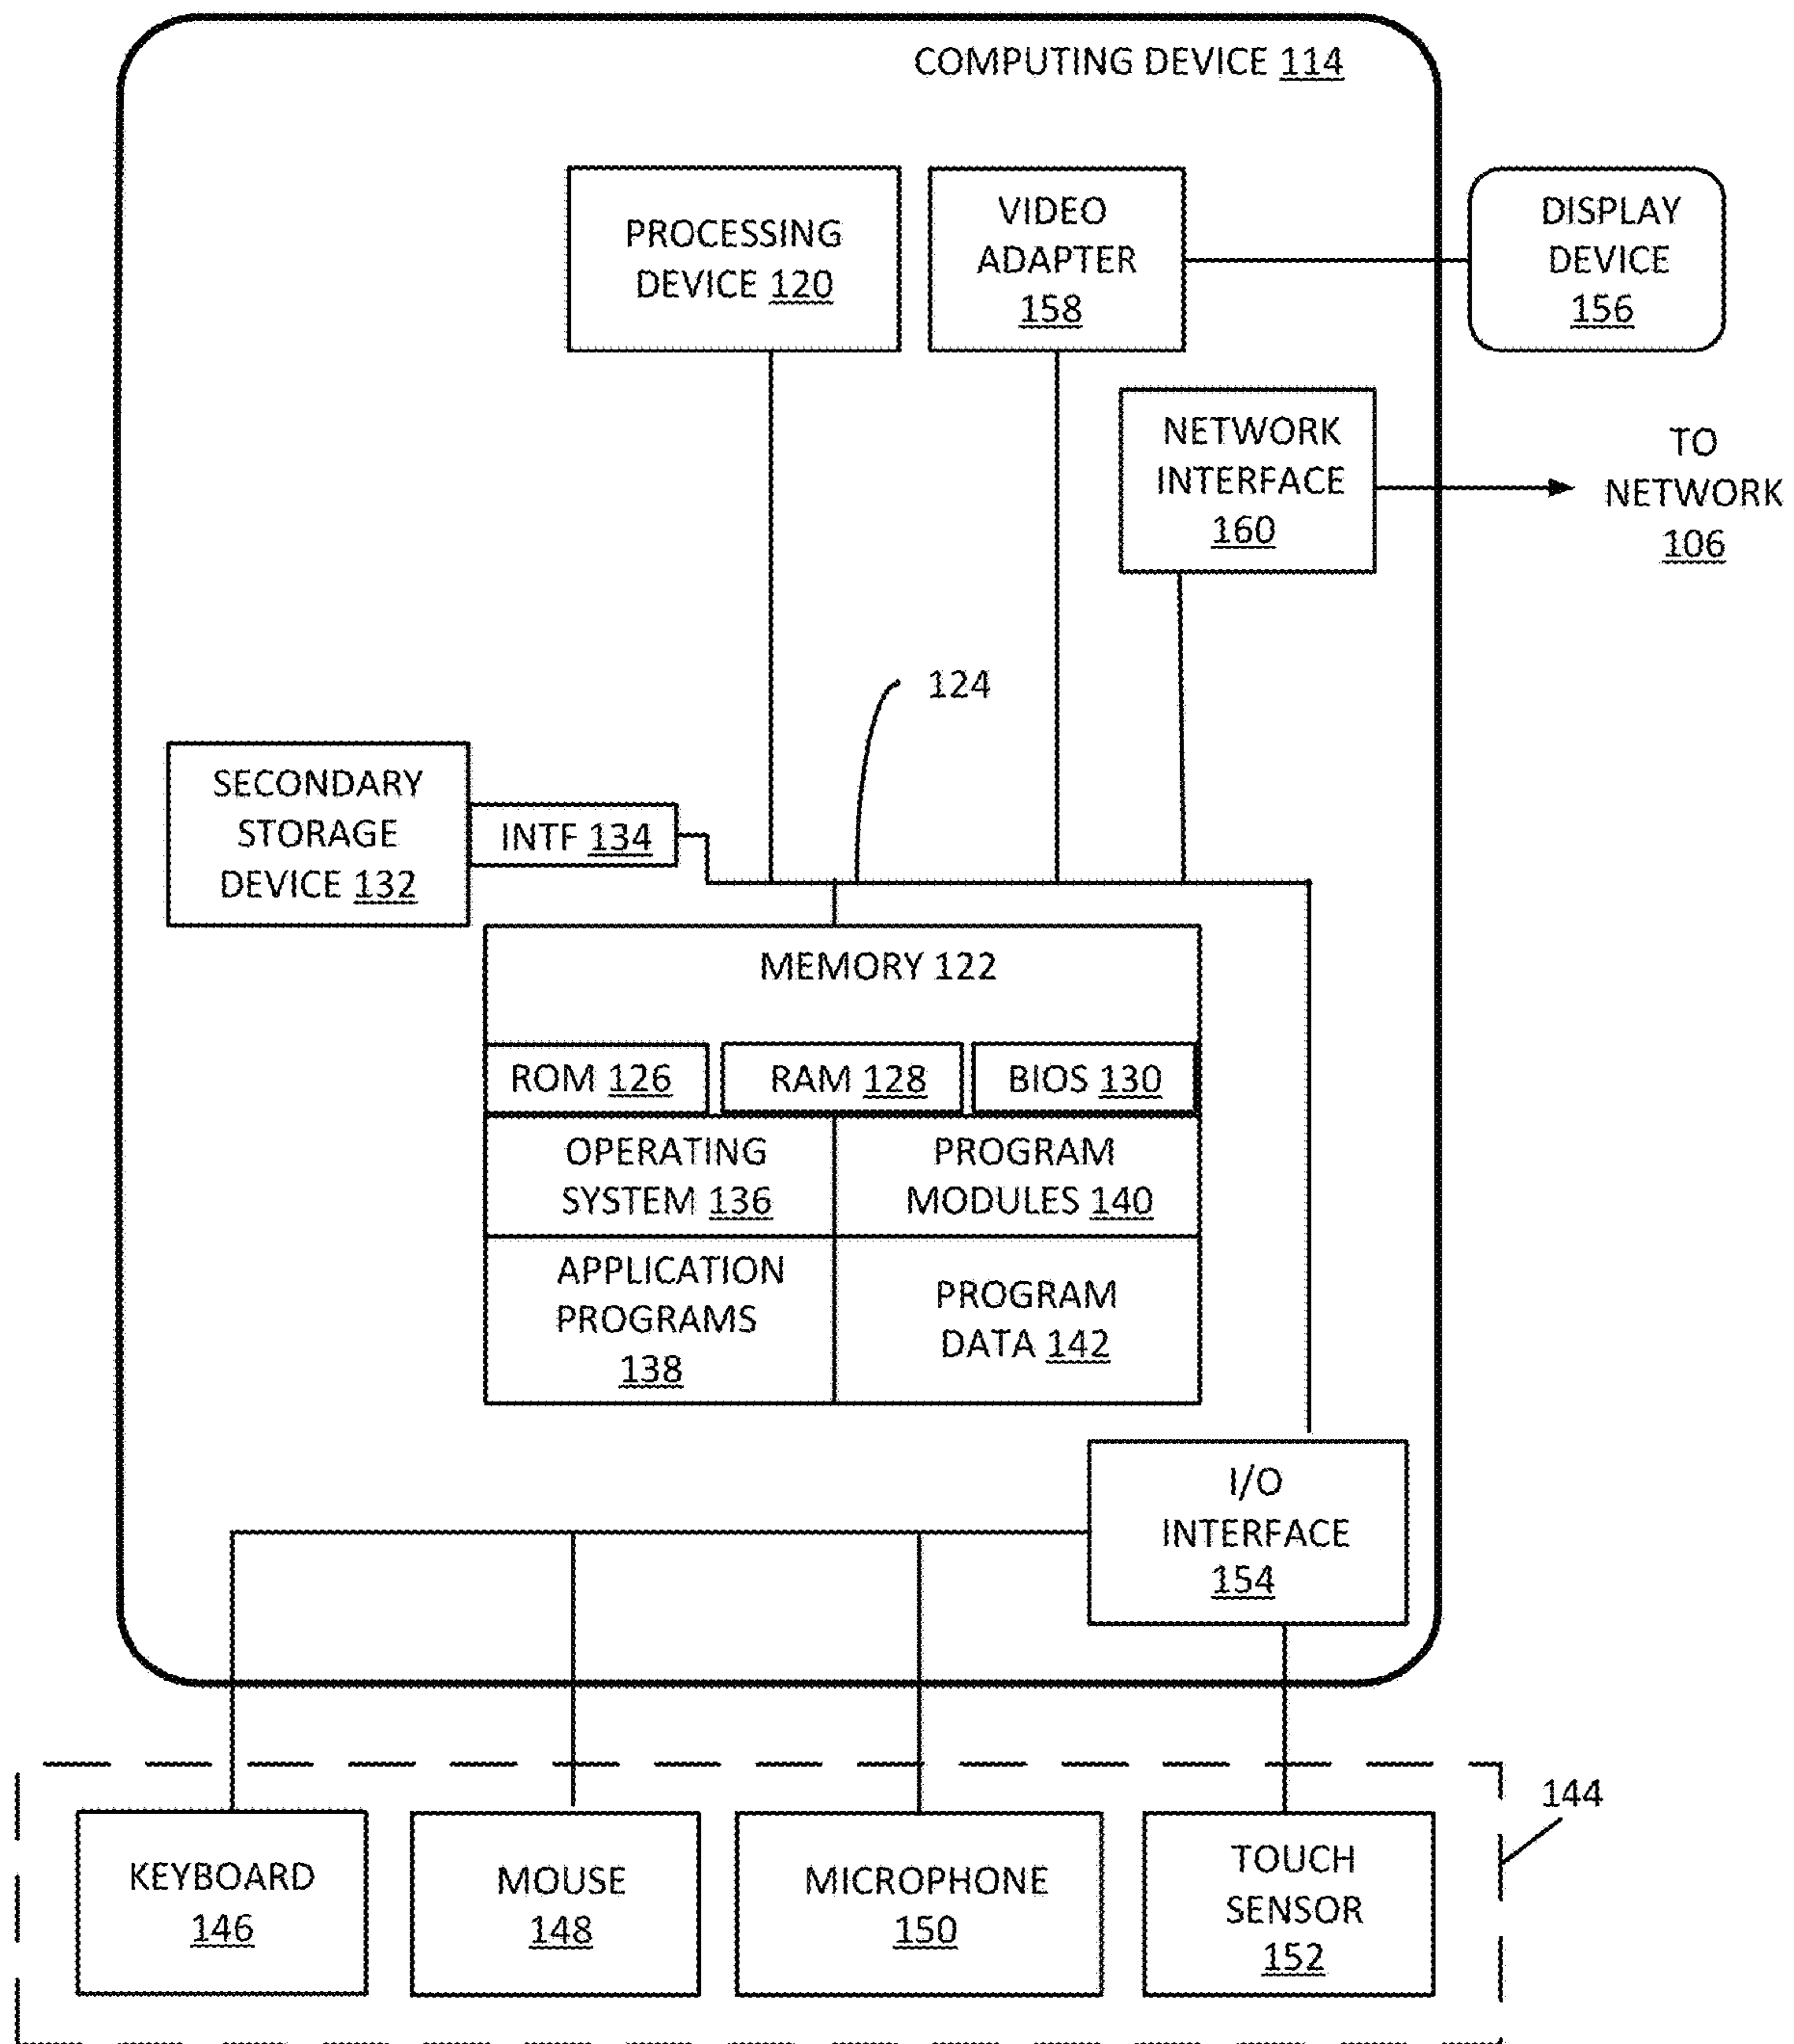 COMPUTING DEVICE 114
PROCESSING
DEVICE 120
VIDEO
ADAPTER
158
DISPLAY
DEVICE
156
NETWORK
INTERFACE
160
TO
NETWORK
106
124
SECONDARY
STORAGE
DEVICE 132
INTF 134
MEMORY 122
ROM 126
RAM 128
BIOS 130
OPERATING
SYSTEM 136
PROGRAM
MODULES 140
APPLICATION
PROGRAMS
138
PROGRAM
DATA 142
I/O
INTERFACE
154
144
KEYBOARD
146
MOUSE
148
MICROPHONE
150
TOUCH
SENSOR
152